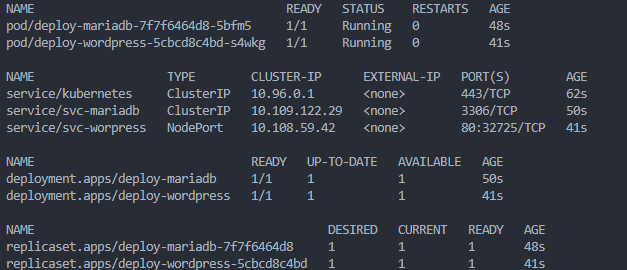 NAME READY STATUS RESTARTS AGE
pod/deploy-mariadb-7f7f6464d8-5bfm5 1/1 Running 0 48s
pod/deploy-wordpress-5cbcd8c4bd-s4wkg 1/1 Running 0 41s
NAME TYPE CLUSTER-IP EXTERNAL-IP PORT(S) AGE
service/kubernetes ClusterIP 10.96.0.1 <none> 443/TCP 62s
service/svc-mariadb ClusterIP 10.109.122.29 <none> 3306/TCP 50s
service/svc-worpress NodePort 10.108.59.42 <none> 80:32725/TCP 41s
NAME READY UP-TO-DATE AVAILABLE AGE
deployment.apps/deploy-mariadb 1/1 1 1 50s
deployment.apps/deploy-wordpress 1/1 1 1 41s
NAME DESIRED CURRENT READY AGE
replicaset.apps/deploy-mariadb-7f7f6464d8 1 1 1 48s
replicaset.apps/deploy-wordpress-5cbcd8c4bd 1 1 1 41s